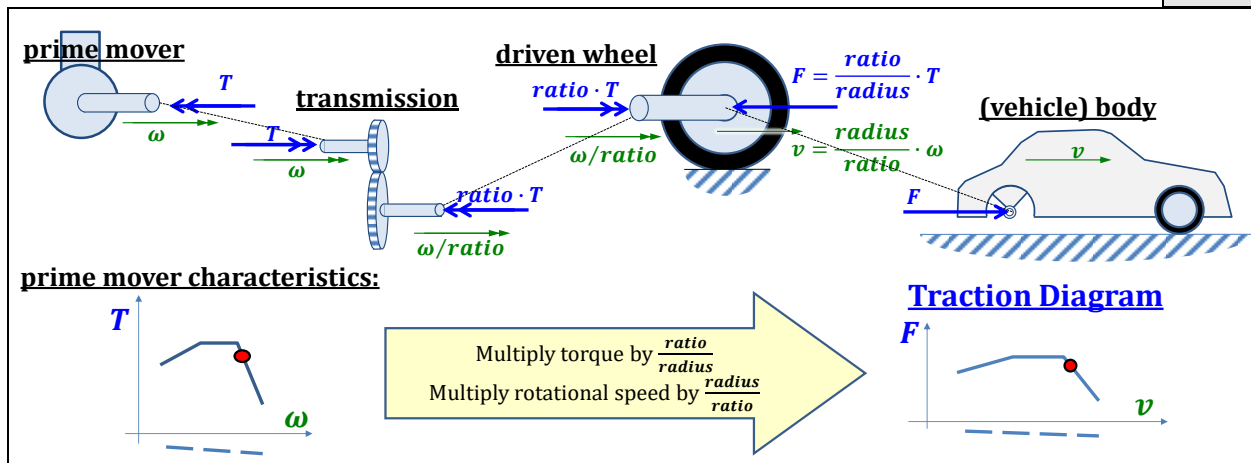 prime mover
T
ω
transmission
T
ω
ratio · T
ω/ratio
driven wheel
ratio · T
ω/ratio
F = ratio/radius · T
v = radius/ratio · ω
(vehicle) body
v
F
prime mover characteristics:
T
ω
Multiply torque by ratio/radius
Multiply rotational speed by radius/ratio
Traction Diagram
F
v